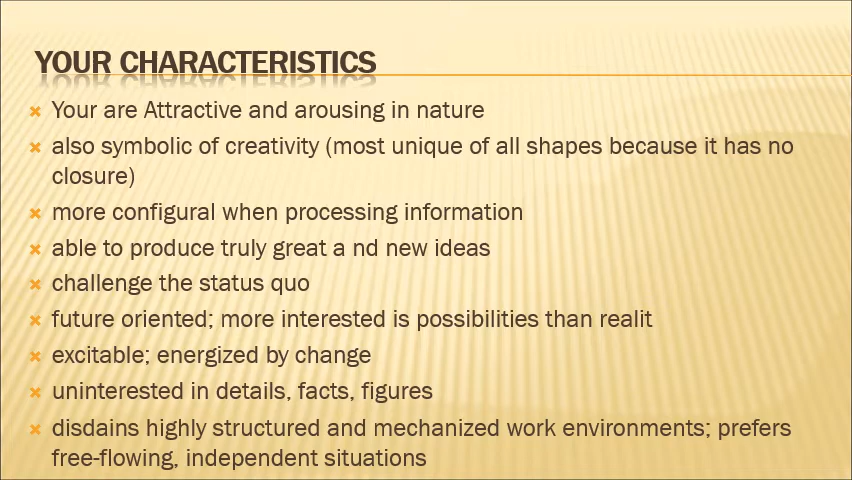 YOUR CHARACTERISTICS
Your are Attractive and arousing in nature
also symbolic of creativity (most unique of all shapes because it has no
closure)
more configural when processing information
able to produce truly great a nd new ideas
challenge the status quo
future oriented; more interested is possibilities than realit
excitable; energized by change
uninterested in details, facts, figures
disdains highly structured and mechanized work environments; prefers
free-flowing, independent situations